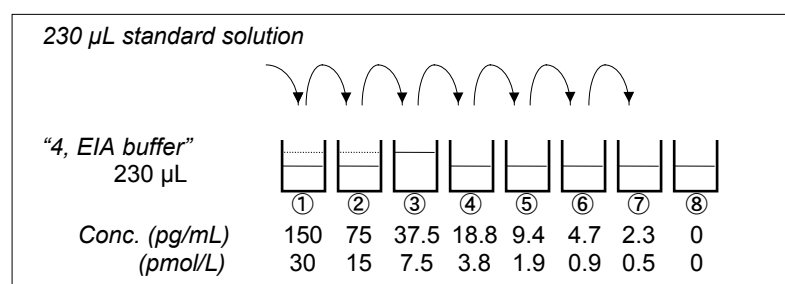 230 µL standard solution
“4, EIA buffer”
230 µL
① ② ③ ④ ⑤ ⑥ ⑦ ⑧
Conc. (pg/mL) 150 75 37.5 18.8 9.4 4.7 2.3 0
(pmol/L) 30 15 7.5 3.8 1.9 0.9 0.5 0